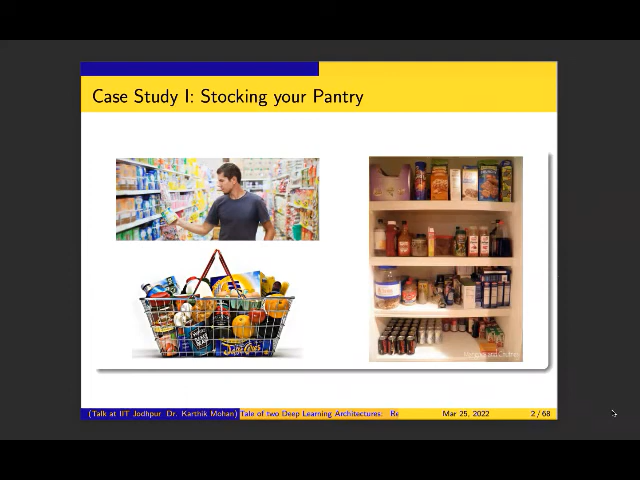 Case Study I: Stocking your Pantry
(Talk at IIT Jodhpur Dr. Karthik Mohan) Tale of two Deep Learning Architectures: Re Mar 25, 2022 2 / 68